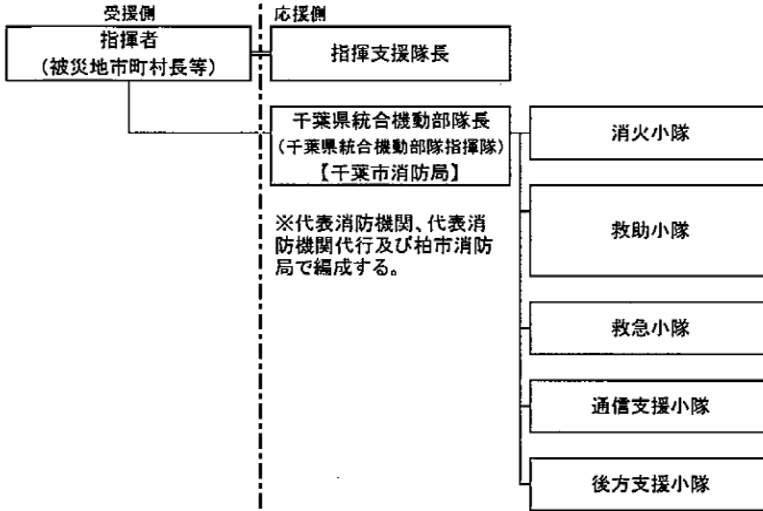 受援側
応援側
指揮者
（被災地市町村長等）
指揮支援隊長
千葉県統合機動部隊長
（千葉県統合機動部隊指揮隊）
【千葉市消防局】
※代表消防機関、代表消
防機関代行及び柏市消防
局で編成する。
消火小隊
救助小隊
救急小隊
通信支援小隊
後方支援小隊